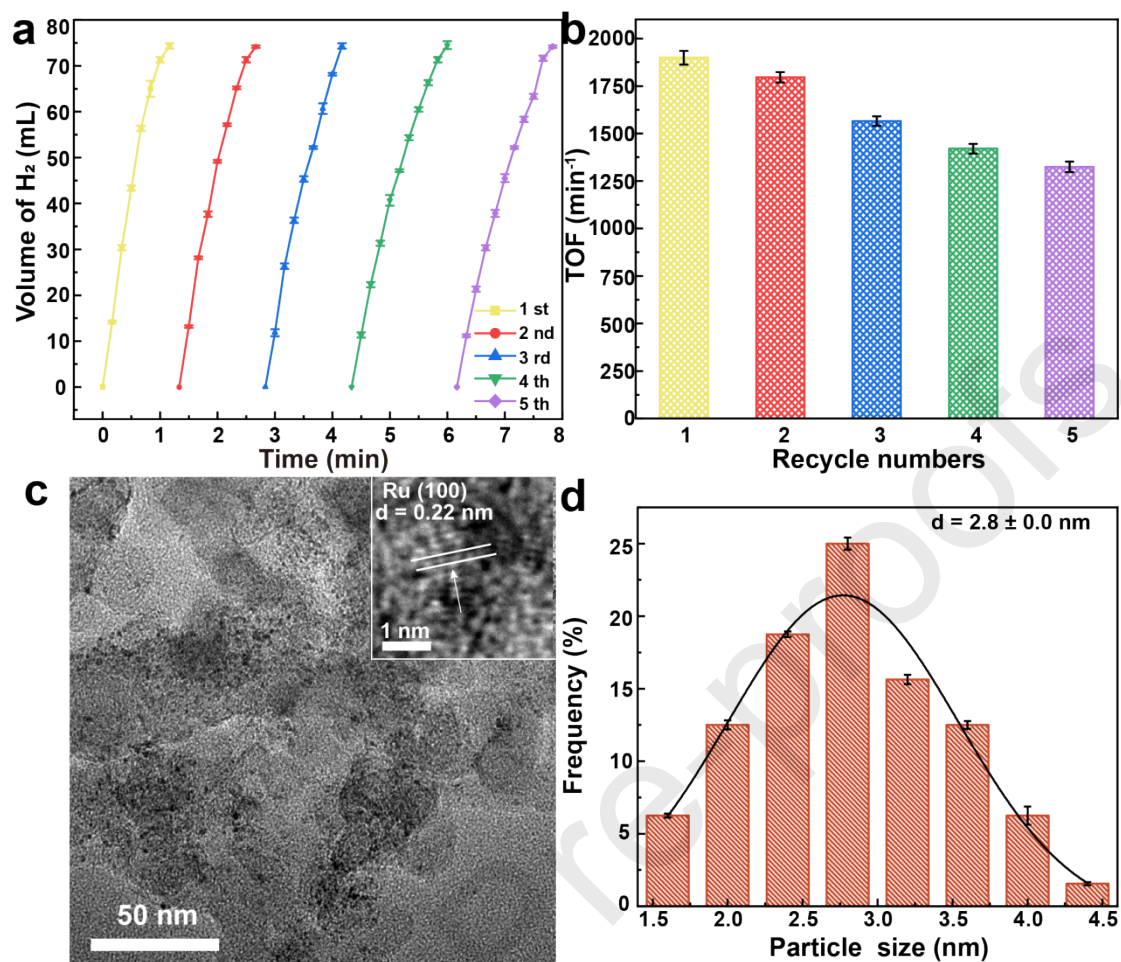 a
80
70
60
50
40
30
20
10
0
Volume of H₂ (mL)
1 st
2 nd
3 rd
4 th
5 th
0 1 2 3 4 5 6 7 8
Time (min)
b
2000
1750
1500
1250
1000
750
500
250
0
TOF (min⁻¹)
1 2 3 4 5
Recycle numbers
c
Ru (100)
d = 0.22 nm
1 nm
50 nm
d
d = 2.8 ± 0.0 nm
25
20
15
10
5
0
Frequency (%)
1.5 2.0 2.5 3.0 3.5 4.0 4.5
Particle size (nm)
re-proofs